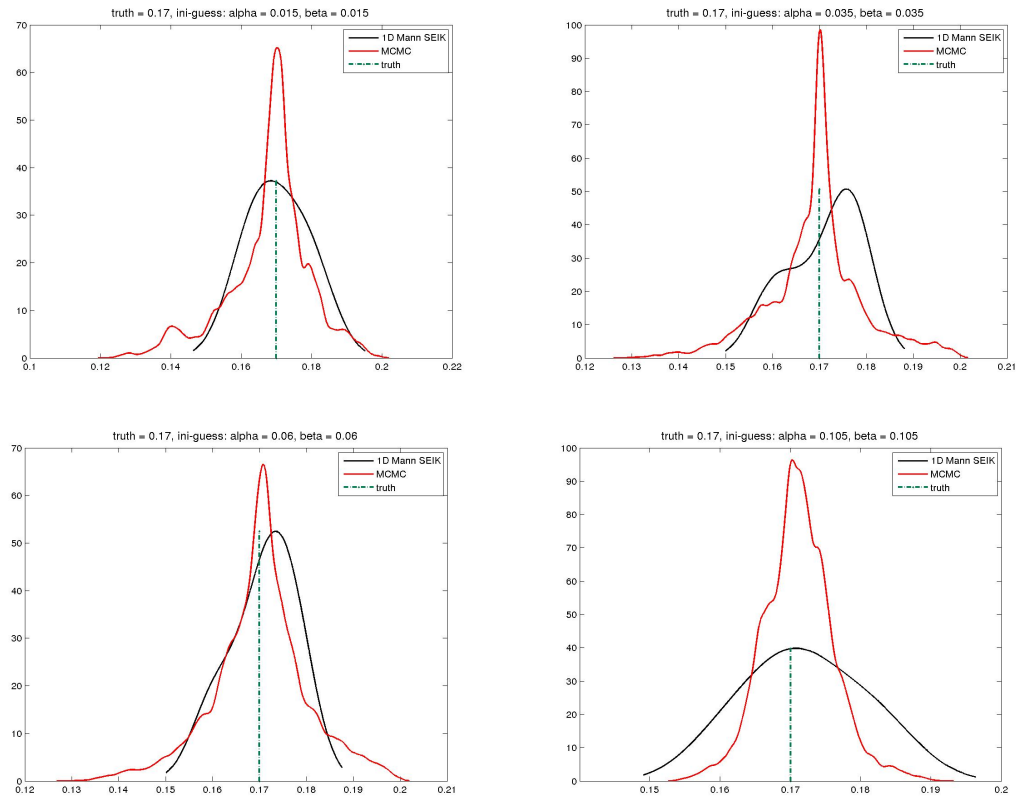 truth = 0.17, ini-guess: alpha = 0.015, beta = 0.015
70
60
50
40
30
20
10
0
1D Mann SEIK
MCMC
truth
0.1 0.12 0.14 0.16 0.18 0.2 0.22
truth = 0.17, ini-guess: alpha = 0.035, beta = 0.035
100
90
80
70
60
50
40
30
20
10
0
1D Mann SEIK
MCMC
truth
0.12 0.13 0.14 0.15 0.16 0.17 0.18 0.19 0.2 0.21
truth = 0.17, ini-guess: alpha = 0.06, beta = 0.06
70
60
50
40
30
20
10
0
1D Mann SEIK
MCMC
truth
0.12 0.13 0.14 0.15 0.16 0.17 0.18 0.19 0.2 0.21
truth = 0.17, ini-guess: alpha = 0.105, beta = 0.105
100
90
80
70
60
50
40
30
20
10
0
1D Mann SEIK
MCMC
truth
0.15 0.16 0.17 0.18 0.19 0.2